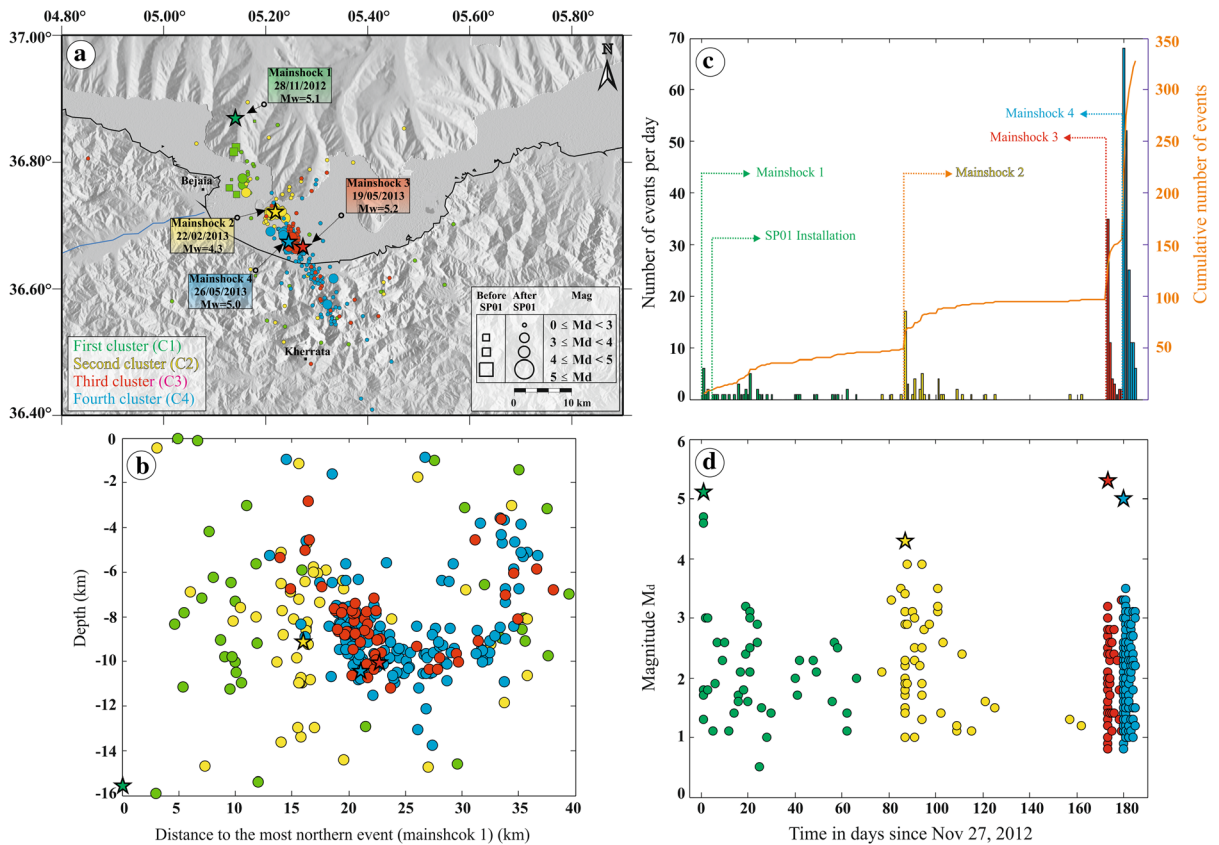 04.80° 05.00° 05.20° 05.40° 05.60° 05.80°
37.00°
36.80°
36.60°
36.40°
a
N
Mainshock 1
28/11/2012
Mw=5.1
Bejaia
Mainshock 3
19/05/2013
Mw=5.2
Mainshock 2
22/02/2013
Mw=4.3
Mainshock 4
26/05/2013
Mw=5.0
Kherrata
First cluster (C1)
Second cluster (C2)
Third cluster (C3)
Fourth cluster (C4)
Before SP01
After SP01
Mag
0 ≤ Md < 3
3 ≤ Md < 4
4 ≤ Md < 5
5 ≤ Md
0 10 km
b
0
-2
-4
-6
-8
-10
-12
-14
-16
Depth (km)
0 5 10 15 20 25 30 35 40
Distance to the most northern event (mainshcok 1) (km)
c
70
60
50
40
30
20
10
0
Number of events per day
350
300
250
200
150
100
50
Cumulative number of events
Mainshock 4
Mainshock 3
Mainshock 1
Mainshock 2
SP01 Installation
d
6
5
4
3
2
1
0
Magnitude Md
0 20 40 60 80 100 120 140 160 180
Time in days since Nov 27, 2012